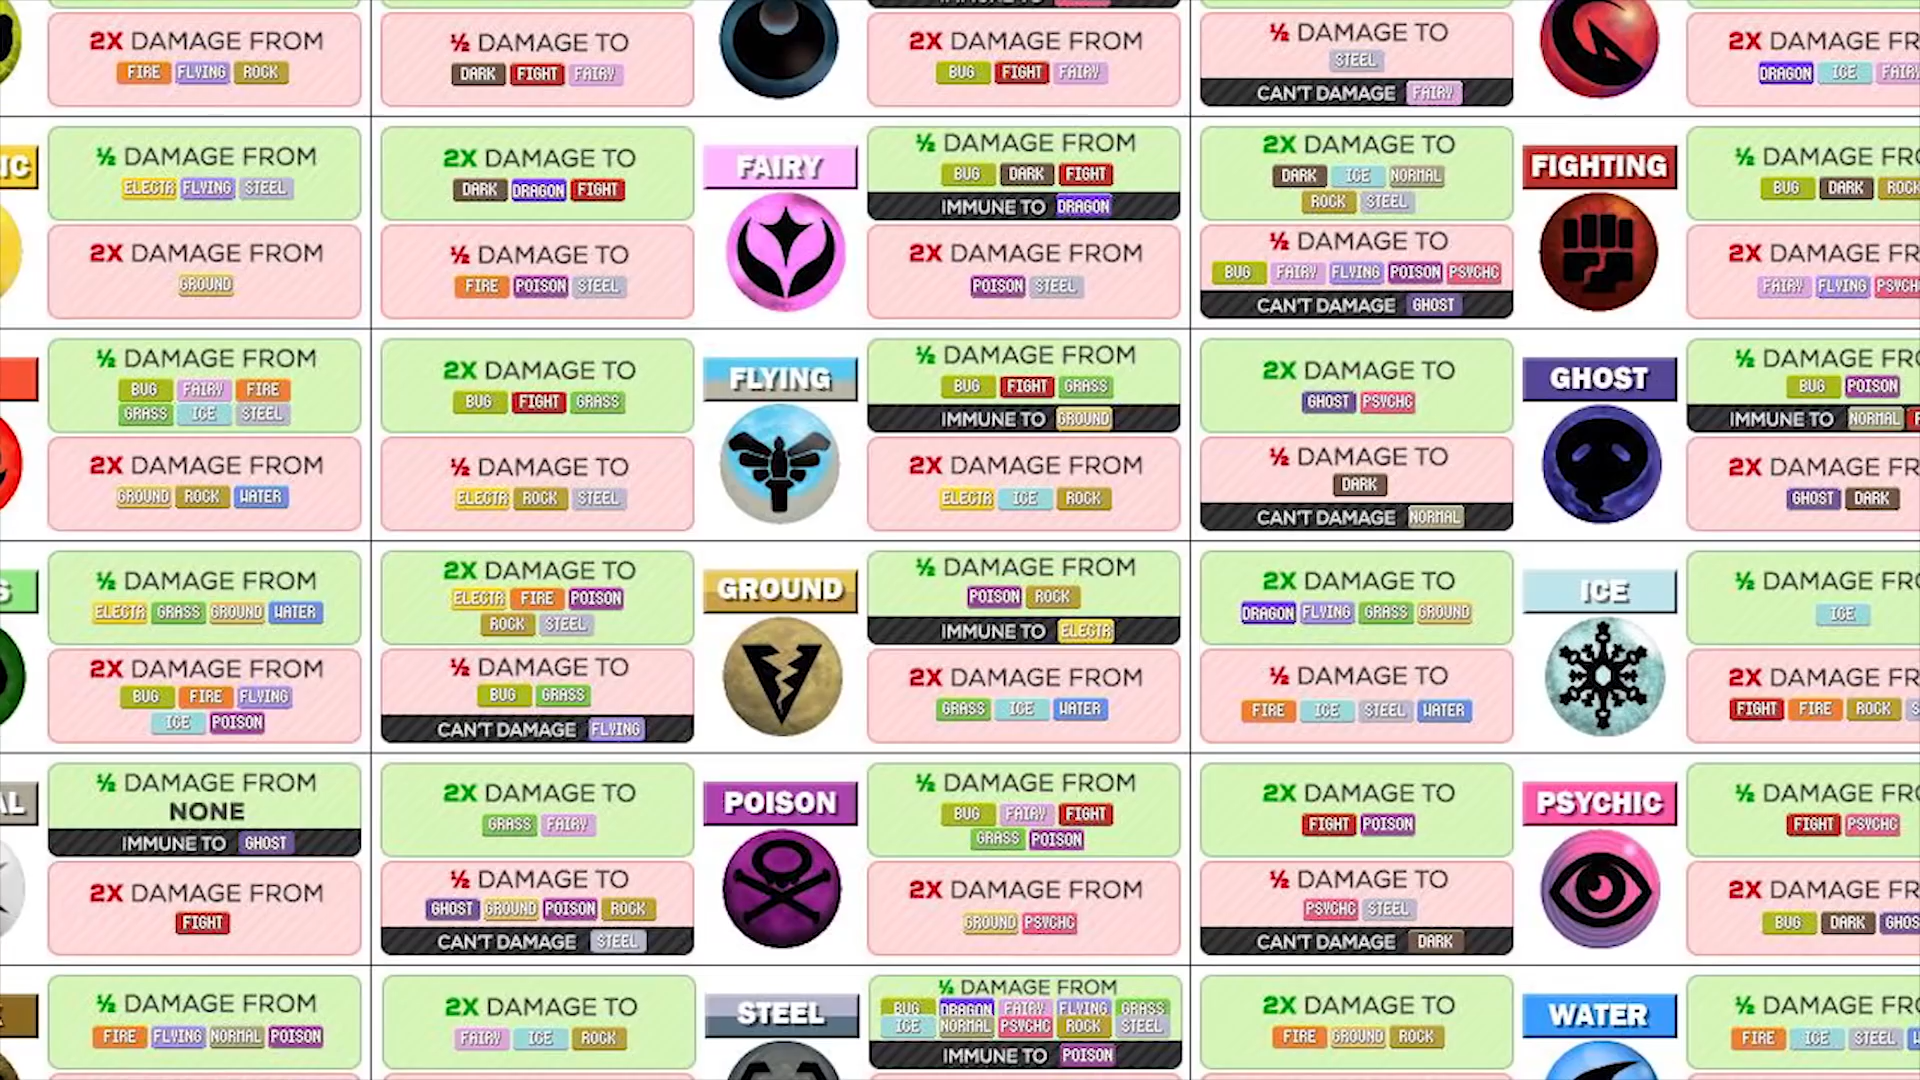 2X DAMAGE FROM
FIRE FLYING ROCK
½ DAMAGE TO
DARK FIGHT FAIRY
2X DAMAGE FROM
BUG FIGHT FAIRY
½ DAMAGE TO
STEEL
CAN'T DAMAGE FAIRY
2X DAMAGE FR
DRAGON ICE FAIRY
IC
½ DAMAGE FROM
ELECTR FLYING STEEL
2X DAMAGE FROM
GROUND
2X DAMAGE TO
DARK DRAGON FIGHT
½ DAMAGE TO
FIRE POISON STEEL
FAIRY
½ DAMAGE FROM
BUG DARK FIGHT
IMMUNE TO DRAGON
2X DAMAGE FROM
POISON STEEL
2X DAMAGE TO
DARK ICE NORMAL
ROCK STEEL
½ DAMAGE TO
BUG FAIRY FLYING POISON PSYCHC
CAN'T DAMAGE GHOST
FIGHTING
½ DAMAGE FRO
BUG DARK ROCK
2X DAMAGE FR
FAIRY FLYING PSYCH
½ DAMAGE FROM
BUG FAIRY FIRE
GRASS ICE STEEL
2X DAMAGE FROM
GROUND ROCK WATER
2X DAMAGE TO
BUG FIGHT GRASS
½ DAMAGE TO
ELECTR ROCK STEEL
FLYING
½ DAMAGE FROM
BUG FIGHT GRASS
IMMUNE TO GROUND
2X DAMAGE FROM
ELECTR ICE ROCK
2X DAMAGE TO
GHOST PSYCHC
½ DAMAGE TO
DARK
CAN'T DAMAGE NORMAL
GHOST
½ DAMAGE FRO
BUG POISON
IMMUNE TO NORMAL
2X DAMAGE FR
GHOST DARK
S
½ DAMAGE FROM
ELECTR GRASS GROUND WATER
2X DAMAGE FROM
BUG FIRE FLYING
ICE POISON
2X DAMAGE TO
ELECTR FIRE POISON
ROCK STEEL
½ DAMAGE TO
BUG GRASS
CAN'T DAMAGE FLYING
GROUND
½ DAMAGE FROM
POISON ROCK
IMMUNE TO ELECTR
2X DAMAGE FROM
GRASS ICE WATER
2X DAMAGE TO
DRAGON FLYING GRASS GROUND
½ DAMAGE TO
FIRE ICE STEEL WATER
ICE
½ DAMAGE FRO
ICE
2X DAMAGE FR
FIGHT FIRE ROCK S
AL
½ DAMAGE FROM
NONE
IMMUNE TO GHOST
2X DAMAGE FROM
FIGHT
2X DAMAGE TO
GRASS FAIRY
½ DAMAGE TO
GHOST GROUND POISON ROCK
CAN'T DAMAGE STEEL
POISON
½ DAMAGE FROM
BUG FAIRY FIGHT
GRASS POISON
2X DAMAGE FROM
GROUND PSYCHC
2X DAMAGE TO
FIGHT POISON
½ DAMAGE TO
PSYCHC STEEL
CAN'T DAMAGE DARK
PSYCHIC
½ DAMAGE FRO
FIGHT PSYCHC
2X DAMAGE FR
BUG DARK GHOS
½ DAMAGE FROM
FIRE FLYING NORMAL POISON
2X DAMAGE TO
FAIRY ICE ROCK
STEEL
½ DAMAGE FROM
BUG DRAGON FAIRY FLYING GRASS
ICE NORMAL PSYCHC ROCK STEEL
IMMUNE TO POISON
2X DAMAGE TO
FIRE GROUND ROCK
WATER
½ DAMAGE FRO
FIRE ICE STEEL W